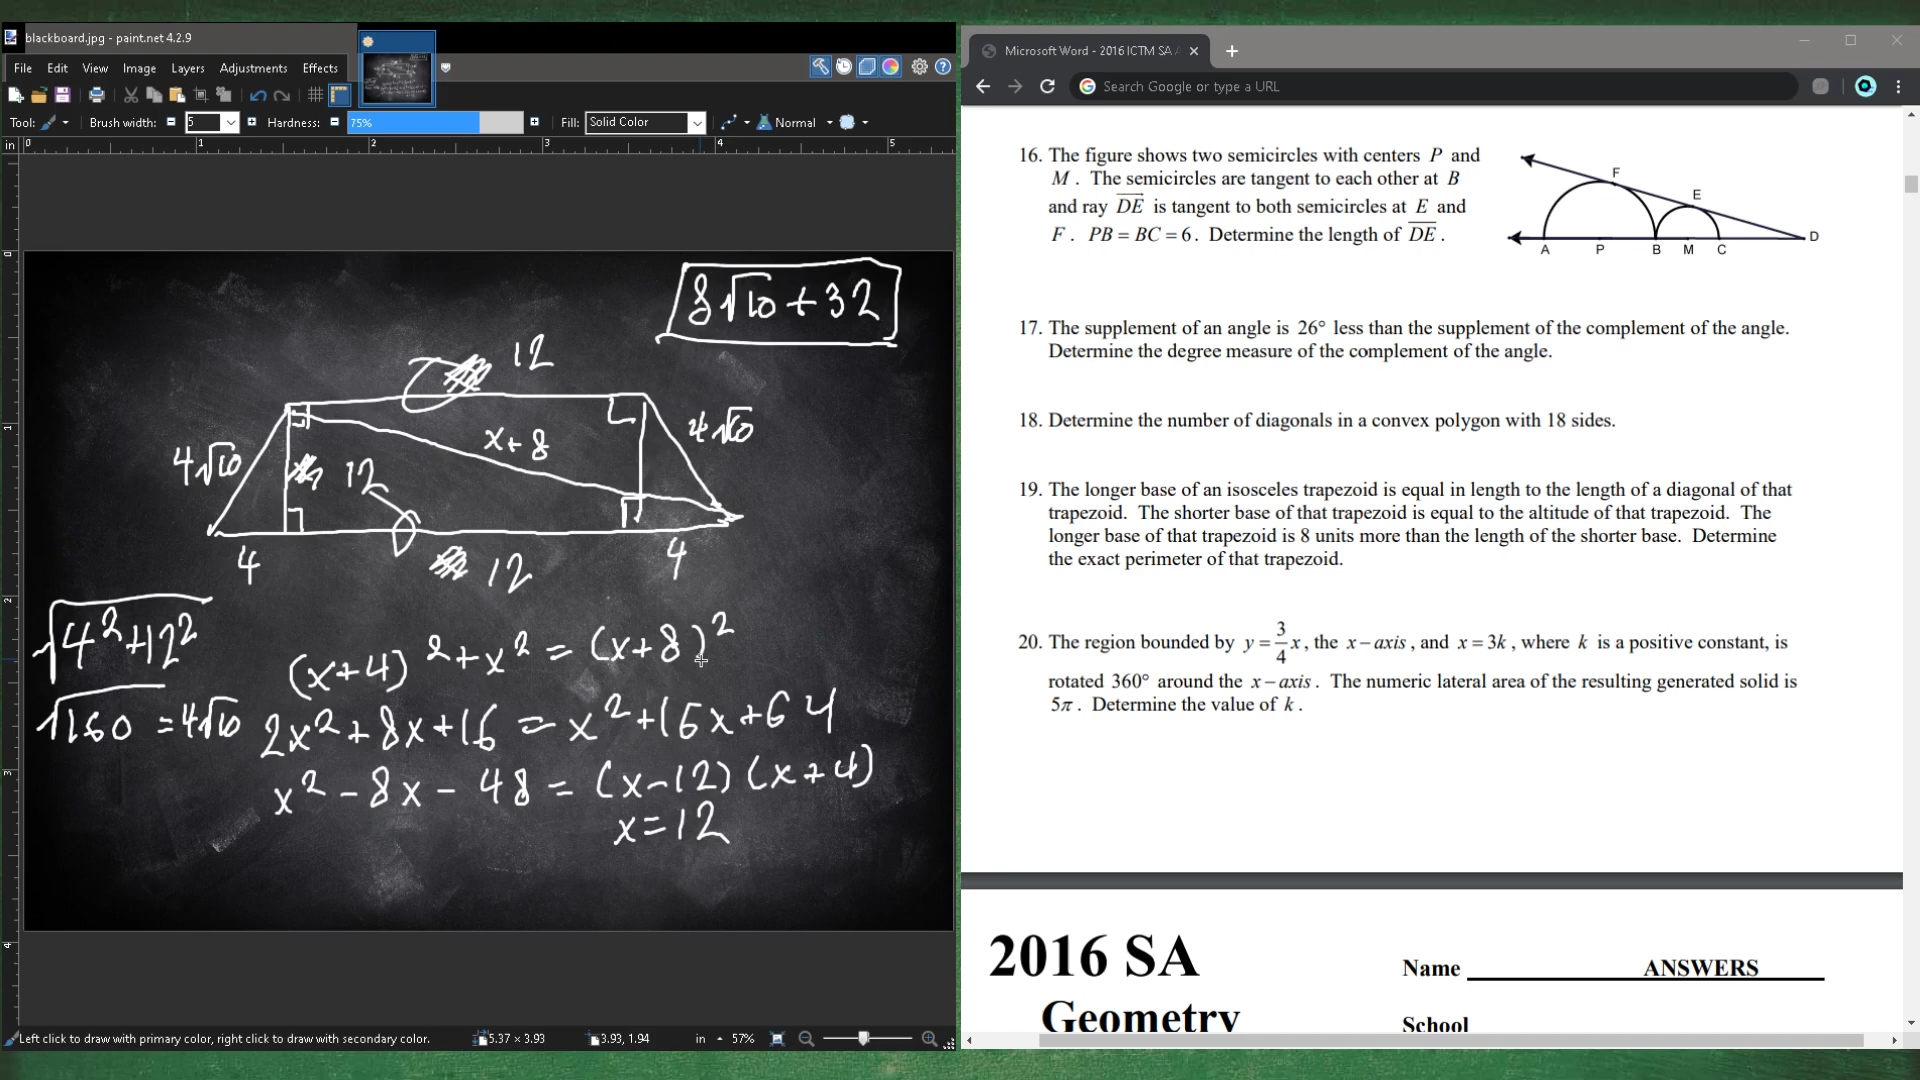 blackboard.jpg - paint.net 4.2.9
File Edit View Image Layers Adjustments Effects
Tool: Brush width: 5 Hardness: 75% Fill: Solid Color Normal
in 0 1 2 3 4 5
0
1
2
3
4
8√10 + 32
12
4√10
x+8
4√10
12
4
12
4
√4²+12²
(x+4)²+x² = (x+8)²
√160 = 4√10
2x²+8x+16 = x²+16x+64
x²-8x-48 = (x-12)(x+4)
x=12
Left click to draw with primary color, right click to draw with secondary color. 5.37 × 3.93 3.93, 1.94 in 57%
Microsoft Word - 2016 ICTM SA
Search Google or type a URL
16. The figure shows two semicircles with centers P and
M. The semicircles are tangent to each other at B
and ray DE is tangent to both semicircles at E and
F. PB = BC = 6. Determine the length of DE.
F
E
D
A P B M C
17. The supplement of an angle is 26° less than the supplement of the complement of the angle.
Determine the degree measure of the complement of the angle.
18. Determine the number of diagonals in a convex polygon with 18 sides.
19. The longer base of an isosceles trapezoid is equal in length to the length of a diagonal of that
trapezoid. The shorter base of that trapezoid is equal to the altitude of that trapezoid. The
longer base of that trapezoid is 8 units more than the length of the shorter base. Determine
the exact perimeter of that trapezoid.
20. The region bounded by y = 3/4 x, the x-axis, and x = 3k, where k is a positive constant, is
rotated 360° around the x-axis. The numeric lateral area of the resulting generated solid is
5π. Determine the value of k.
2016 SA
Name ANSWERS
Geometry
School